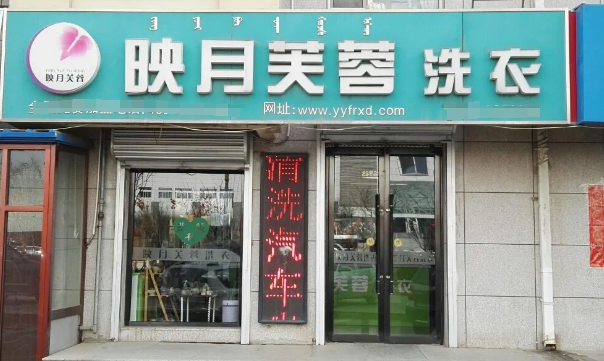 映月芙蓉 洗衣
映月芙蓉
网址:www.yyfrxd.com
清洗汽车
映月芙蓉洗衣
芙蓉 洗衣